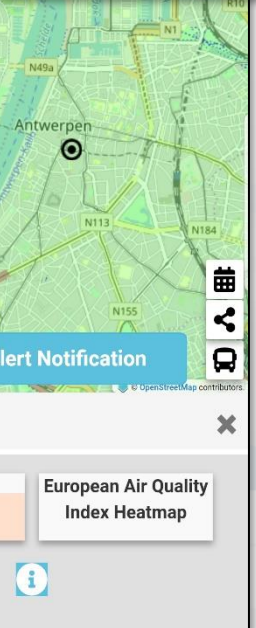 R10
N1
N49a
Antwerpen
N113
N184
N155
lert Notification
© OpenStreetMap contributors.
European Air Quality
Index Heatmap